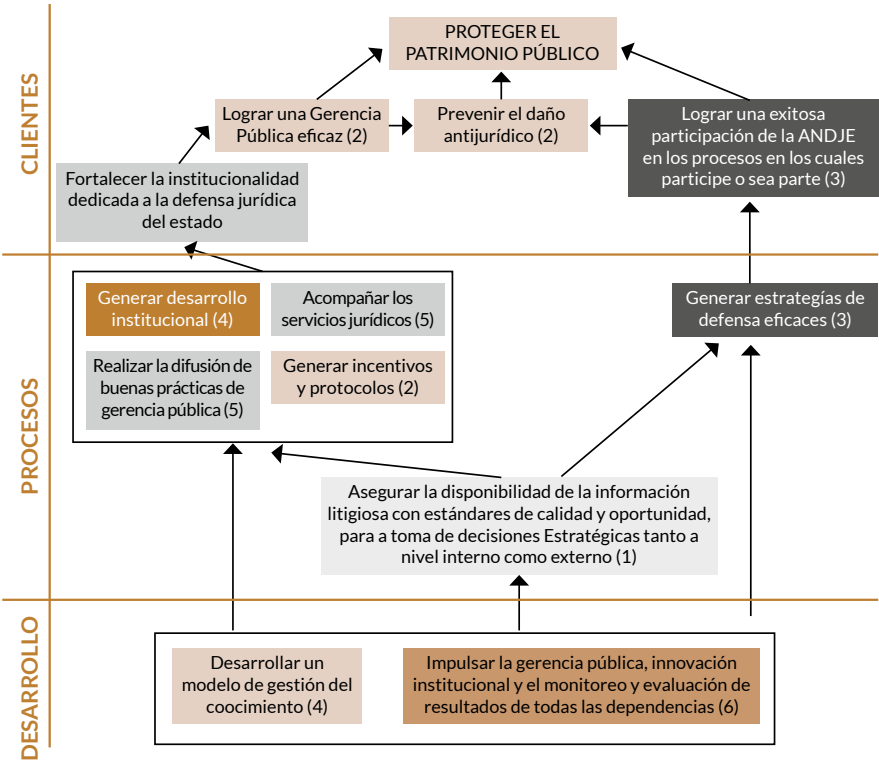 CLIENTES
PROTEGER EL
PATRIMONIO PÚBLICO
Lograr una Gerencia
Pública eficaz (2)
Prevenir el daño
antijurídico (2)
Lograr una exitosa
participación de la ANDJE
en los procesos en los cuales
participe o sea parte (3)
Fortalecer la institucionalidad
dedicada a la defensa jurídica
del estado
PROCESOS
Generar desarrollo
institucional (4)
Acompañar los
servicios jurídicos (5)
Realizar la difusión de
buenas prácticas de
gerencia pública (5)
Generar incentivos
y protocolos (2)
Generar estrategías de
defensa eficaces (3)
Asegurar la disponibilidad de la información
litigiosa con estándares de calidad y oportunidad,
para a toma de decisiones Estratégicas tanto a
nivel interno como externo (1)
DESARROLLO
Desarrollar un
modelo de gestión del
coocimiento (4)
Impulsar la gerencia pública, innovación
institucional y el monitoreo y evaluación de
resultados de todas las dependencias (6)